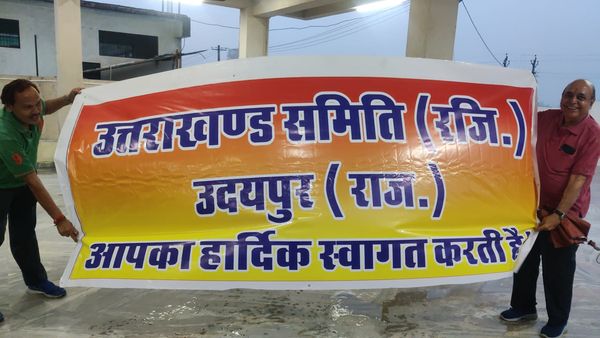 उत्तराखण्ड समिति (रजि.)
उदयपुर (राज.)
आपका हार्दिक स्वागत करती है।